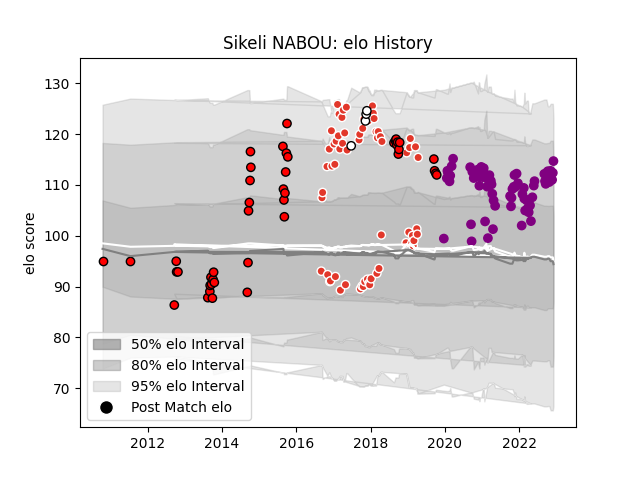 Sikeli NABOU: elo History
elo score
130
120
110
100
90
80
70
50% elo Interval
80% elo Interval
95% elo Interval
Post Match elo
2012 2014 2016 2018 2020 2022